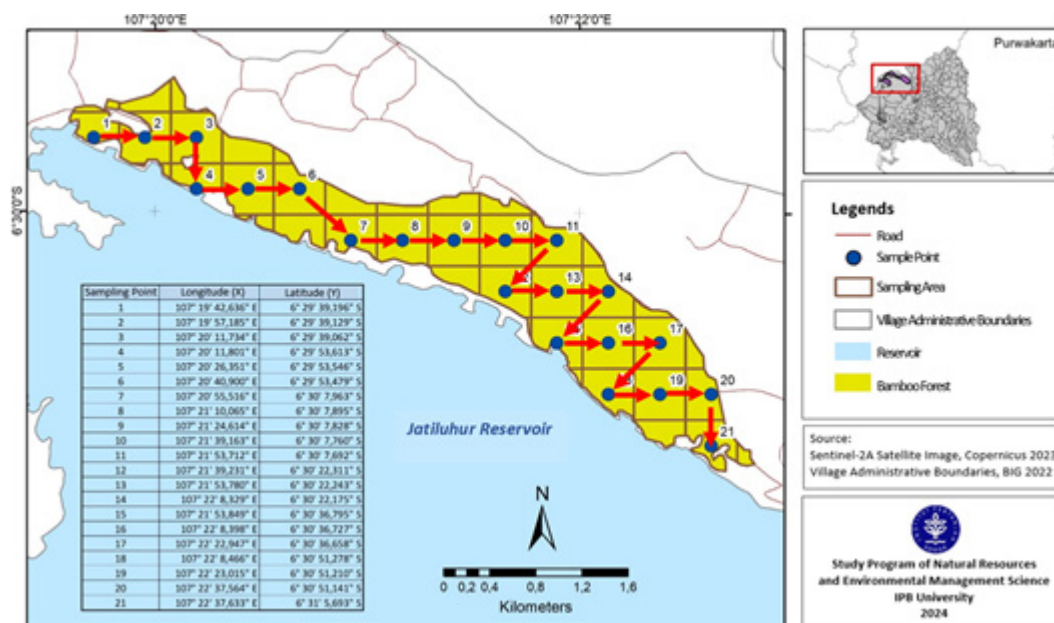 107°20'0"E 107°22'0"E
6°30'0"S
1 2 3
4 5 6
7 8 9 10 11
13 14
16 17
19 20
21
Sampling Point Longitude (X) Latitude (Y)
1 107° 19' 42,636" E 6° 29' 39,196" S
2 107° 19' 57,185" E 6° 29' 39,129" S
3 107° 20' 11,734" E 6° 29' 39,062" S
4 107° 20' 11,801" E 6° 29' 53,613" S
5 107° 20' 26,351" E 6° 29' 53,546" S
6 107° 20' 40,900" E 6° 29' 53,479" S
7 107° 20' 55,516" E 6° 30' 7,963" S
8 107° 21' 10,065" E 6° 30' 7,895" S
9 107° 21' 24,614" E 6° 30' 7,828" S
10 107° 21' 39,163" E 6° 30' 7,760" S
11 107° 21' 53,712" E 6° 30' 7,692" S
12 107° 21' 39,231" E 6° 30' 22,311" S
13 107° 21' 53,780" E 6° 30' 22,243" S
14 107° 22' 8,329" E 6° 30' 22,175" S
15 107° 21' 53,849" E 6° 30' 36,795" S
16 107° 22' 8,398" E 6° 30' 36,727" S
17 107° 22' 22,947" E 6° 30' 36,658" S
18 107° 22' 8,466" E 6° 30' 51,278" S
19 107° 22' 23,015" E 6° 30' 51,210" S
20 107° 22' 37,564" E 6° 30' 51,141" S
21 107° 22' 37,633" E 6° 31' 5,693" S
Jatiluhur Reservoir
N
0 0,2 0,4 0,8 1,2 1,6
Kilometers
Purwakarta
Legends
Road
Sample Point
Sampling Area
Village Administrative Boundaries
Reservoir
Bamboo Forest
Source:
Sentinel-2A Satellite Image, Copernicus 2023
Village Administrative Boundaries, BIG 2022
Study Program of Natural Resources
and Environmental Management Science
IPB University
2024